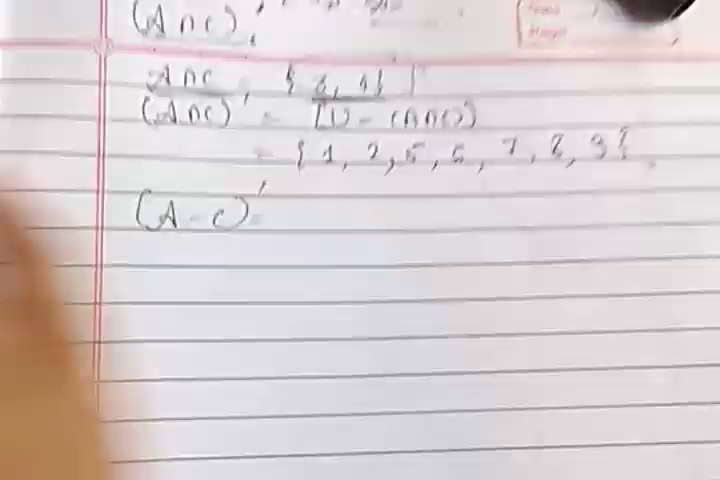 (A∩C)'
A∩C = {3, 4}
(A∩C)' = U - (A∩C)
= {1, 2, 5, 6, 7, 8, 9}
(A - C)' =